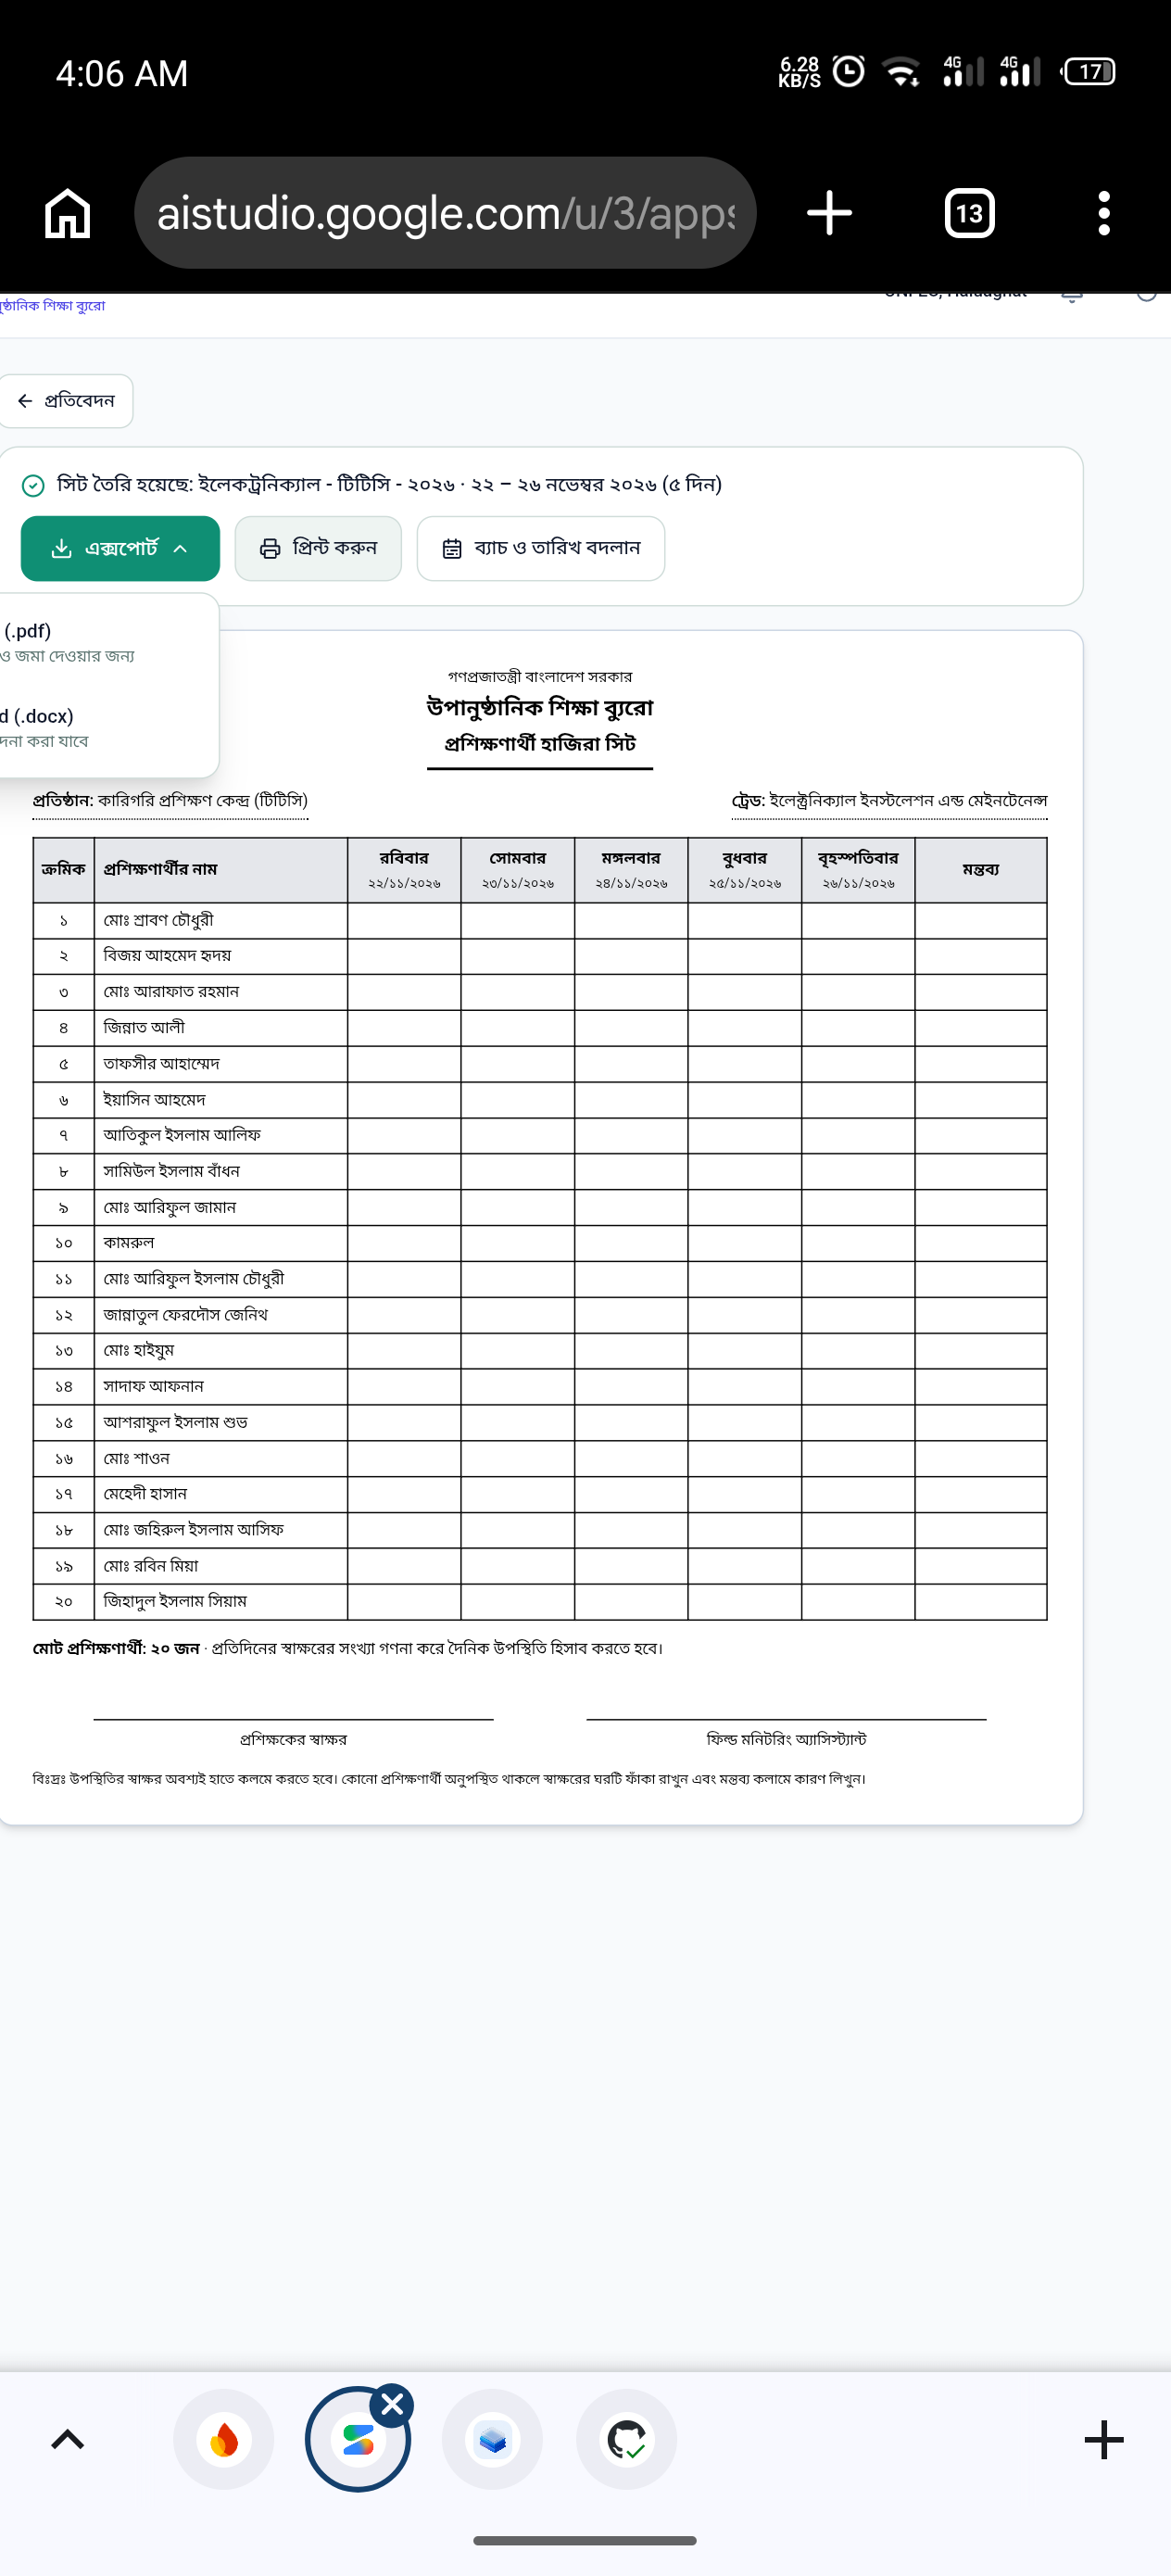 4:06 AM
6.28 KB/S
4G
4G
17
aistudio.google.com/u/3/apps
13
নুষ্ঠানিক শিক্ষা ব্যুরো
প্রতিবেদন
সিট তৈরি হয়েছে: ইলেকট্রনিক্যাল - টিটিসি - ২০২৬ · ২২ – ২৬ নভেম্বর ২০২৬ (৫ দিন)
এক্সপোর্ট
প্রিন্ট করুন
ব্যাচ ও তারিখ বদলান
(.pdf)
ও জমা দেওয়ার জন্য
d (.docx)
দনা করা যাবে
গণপ্রজাতন্ত্রী বাংলাদেশ সরকার
উপানুষ্ঠানিক শিক্ষা ব্যুরো
প্রশিক্ষণার্থী হাজিরা সিট
প্রতিষ্ঠান: কারিগরি প্রশিক্ষণ কেন্দ্র (টিটিসি)
ট্রেড: ইলেক্ট্রনিক্যাল ইনস্টলেশন এন্ড মেইনটেনেন্স
ক্রমিক প্রশিক্ষণার্থীর নাম রবিবার সোমবার মঙ্গলবার বুধবার বৃহস্পতিবার মন্তব্য
২২/১১/২০২৬ ২৩/১১/২০২৬ ২৪/১১/২০২৬ ২৫/১১/২০২৬ ২৬/১১/২০২৬
১ মোঃ শ্রাবণ চৌধুরী
২ বিজয় আহমেদ হৃদয়
৩ মোঃ আরাফাত রহমান
৪ জিন্নাত আলী
৫ তাফসীর আহাম্মেদ
৬ ইয়াসিন আহমেদ
৭ আতিকুল ইসলাম আলিফ
৮ সামিউল ইসলাম বাঁধন
৯ মোঃ আরিফুল জামান
১০ কামরুল
১১ মোঃ আরিফুল ইসলাম চৌধুরী
১২ জান্নাতুল ফেরদৌস জেনিথ
১৩ মোঃ হাইযুম
১৪ সাদাফ আফনান
১৫ আশরাফুল ইসলাম শুভ
১৬ মোঃ শাওন
১৭ মেহেদী হাসান
১৮ মোঃ জহিরুল ইসলাম আসিফ
১৯ মোঃ রবিন মিয়া
২০ জিহাদুল ইসলাম সিয়াম
মোট প্রশিক্ষণার্থী: ২০ জন · প্রতিদিনের স্বাক্ষরের সংখ্যা গণনা করে দৈনিক উপস্থিতি হিসাব করতে হবে।
প্রশিক্ষকের স্বাক্ষর
ফিল্ড মনিটরিং অ্যাসিস্ট্যান্ট
বিঃদ্রঃ উপস্থিতির স্বাক্ষর অবশ্যই হাতে কলমে করতে হবে। কোনো প্রশিক্ষণার্থী অনুপস্থিত থাকলে স্বাক্ষরের ঘরটি ফাঁকা রাখুন এবং মন্তব্য কলামে কারণ লিখুন।